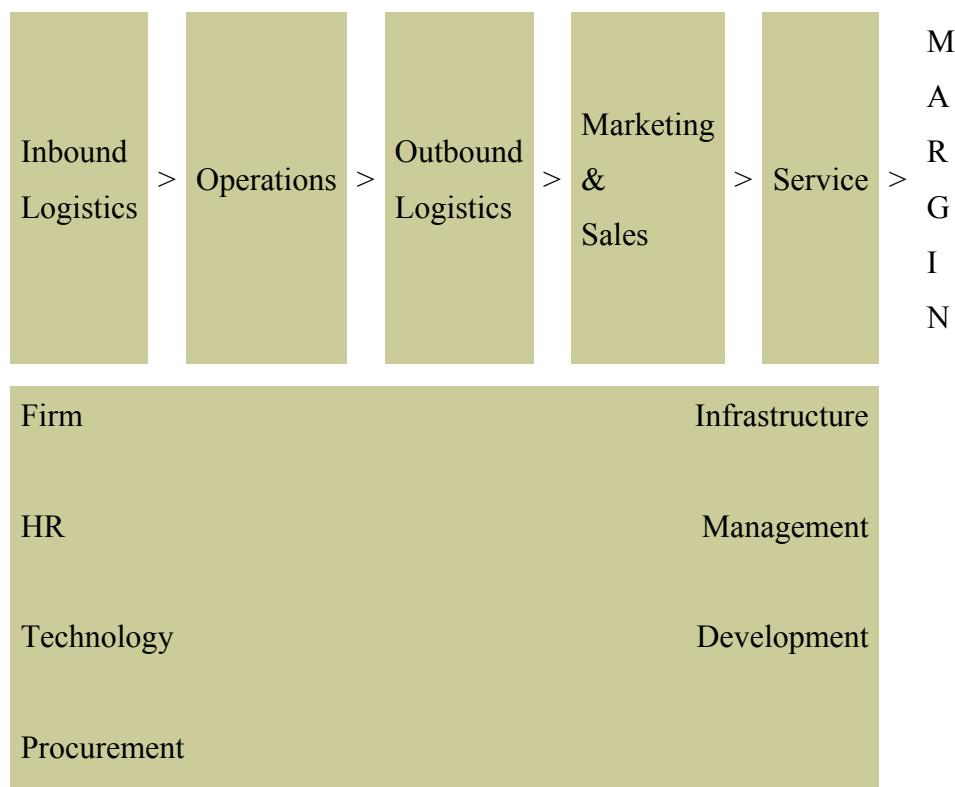 Inbound
Logistics
>
Operations
>
Outbound
Logistics
>
Marketing
&
Sales
>
Service
>
M
A
R
G
I
N
Firm Infrastructure
HR Management
Technology Development
Procurement